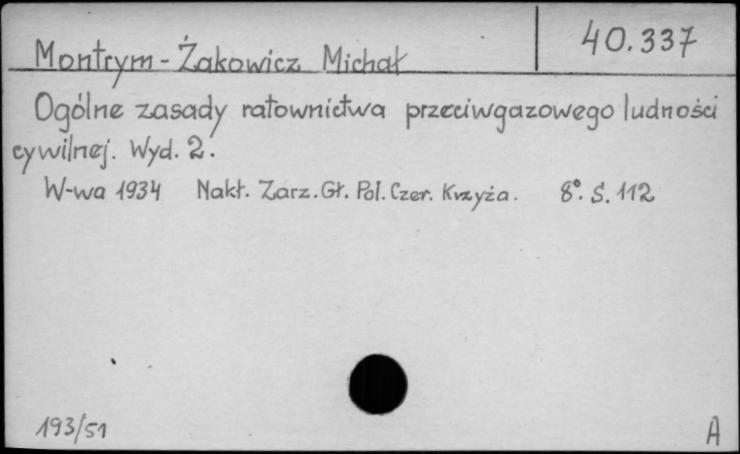 40.337
Montrym-Żakowicz Michał
Ogólne zasady ratownictwa przeciwgazowego ludności
cywilnej. Wyd. 2.
W-wa 1934 Nakł. Zarz. Gł. Pol. Czer. Krzyża. 8°. S. 112
193/51
A